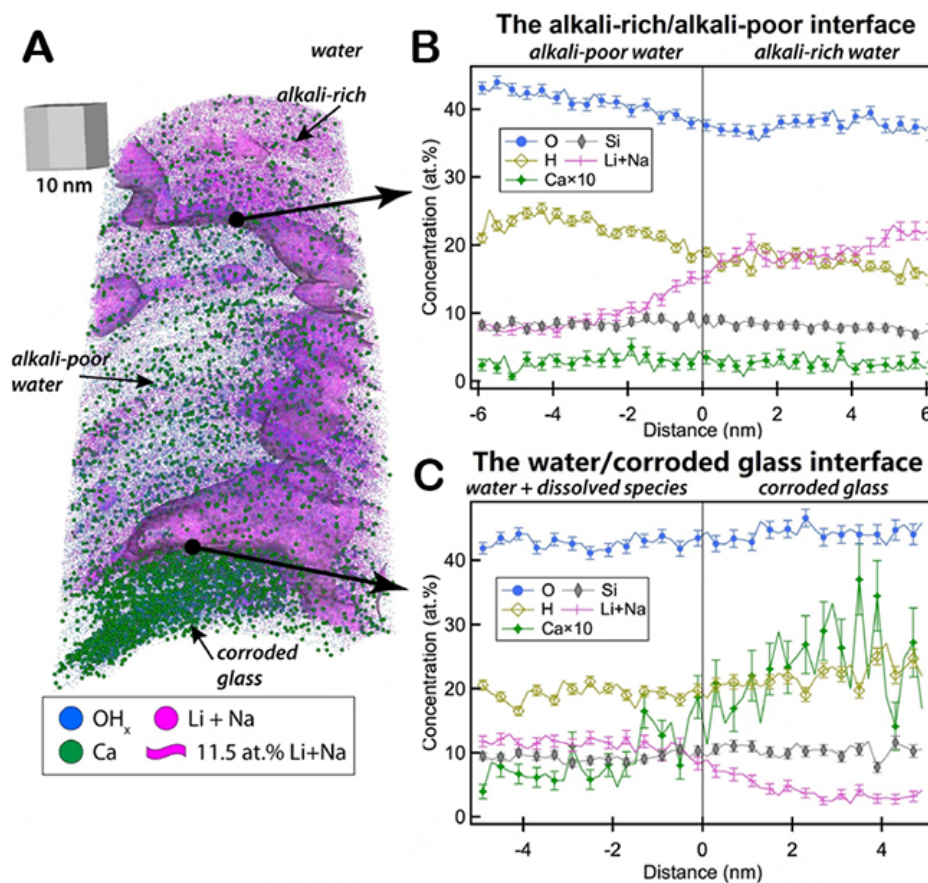 A
water
alkali-rich
10 nm
alkali-poor
water
corroded
glass
OHx
Li + Na
Ca
11.5 at.% Li+Na
B
The alkali-rich/alkali-poor interface
alkali-poor water
alkali-rich water
Concentration (at.%)
40
30
20
10
0
O
Si
H
Li+Na
Ca×10
-6
-4
-2
0
2
4
6
Distance (nm)
C
The water/corroded glass interface
water + dissolved species
corroded glass
Concentration (at.%)
40
30
20
10
0
O
Si
H
Li+Na
Ca×10
-4
-2
0
2
4
Distance (nm)